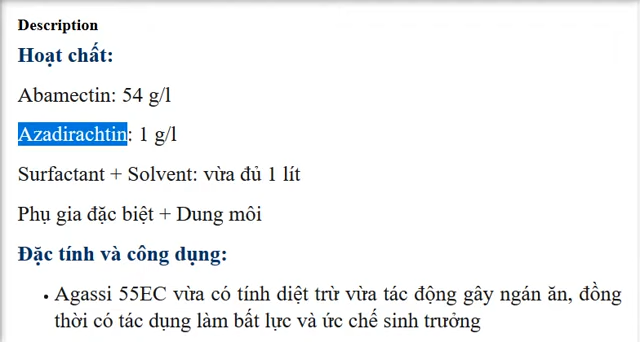 Description
Hoạt chất:
Abamectin: 54 g/l
Azadirachtin: 1 g/l
Surfactant + Solvent: vừa đủ 1 lít
Phụ gia đặc biệt + Dung môi
Đặc tính và công dụng:
• Agassi 55EC vừa có tính diệt trừ vừa tác động gây ngán ăn, đồng
thời có tác dụng làm bất lực và ức chế sinh trưởng